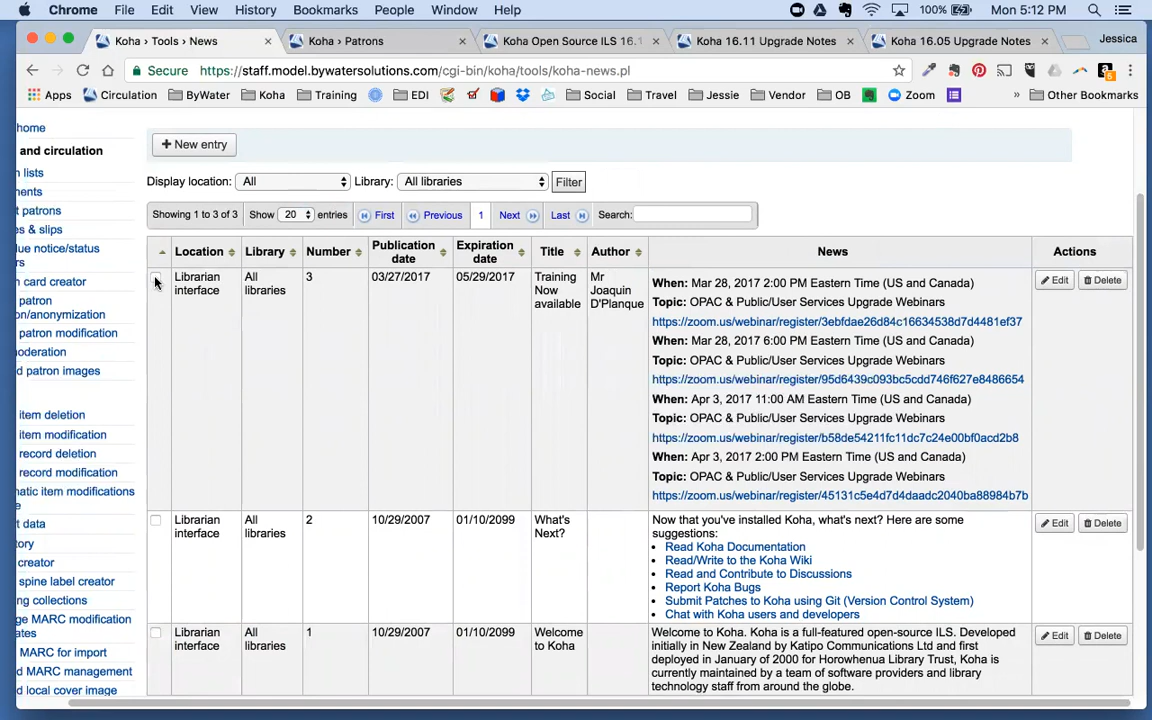 Chrome File Edit View History Bookmarks People Window Help 100% Mon 5:12 PM
Koha › Tools › News × Koha › Patrons × Koha Open Source ILS 16.1 × Koha 16.11 Upgrade Notes × Koha 16.05 Upgrade Notes × Jessica
Secure https://staff.model.bywatersolutions.com/cgi-bin/koha/tools/koha-news.pl
Apps Circulation ByWater Koha Training EDI Social Travel Jessie Vendor OB Zoom » Other Bookmarks
home
and circulation
n lists
nents
t patrons
es & slips
lue notice/status
rs
n card creator
patron
on/anonymization)
patron modification
noderation
d patron images
item deletion
item modification
record deletion
record modification
natic item modifications
e
t data
tory
creator
spine label creator
ng collections
ge MARC modification
ates
MARC for import
d MARC management
d local cover image
+ New entry
Display location: All Library: All libraries Filter
Showing 1 to 3 of 3 Show 20 entries First Previous 1 Next Last Search:
Location Library Number Publication date Expiration date Title Author News Actions
Librarian interface All libraries 3 03/27/2017 05/29/2017 Training Now available Mr Joaquin D'Planque
When: Mar 28, 2017 2:00 PM Eastern Time (US and Canada)
Topic: OPAC & Public/User Services Upgrade Webinars
https://zoom.us/webinar/register/3ebfdae26d84c16634538d7d4481ef37
When: Mar 28, 2017 6:00 PM Eastern Time (US and Canada)
Topic: OPAC & Public/User Services Upgrade Webinars
https://zoom.us/webinar/register/95d6439c093bc5cdd746f627e8486654
When: Apr 3, 2017 11:00 AM Eastern Time (US and Canada)
Topic: OPAC & Public/User Services Upgrade Webinars
https://zoom.us/webinar/register/b58de54211fc11dc7c24e00bf0acd2b8
When: Apr 3, 2017 2:00 PM Eastern Time (US and Canada)
Topic: OPAC & Public/User Services Upgrade Webinars
https://zoom.us/webinar/register/45131c5e4d7d4daadc2040ba88984b7b
Edit Delete
Librarian interface All libraries 2 10/29/2007 01/10/2099 What's Next?
Now that you've installed Koha, what's next? Here are some
suggestions:
• Read Koha Documentation
• Read/Write to the Koha Wiki
• Read and Contribute to Discussions
• Report Koha Bugs
• Submit Patches to Koha using Git (Version Control System)
• Chat with Koha users and developers
Edit Delete
Librarian interface All libraries 1 10/29/2007 01/10/2099 Welcome to Koha
Welcome to Koha. Koha is a full-featured open-source ILS. Developed
initially in New Zealand by Katipo Communications Ltd and first
deployed in January of 2000 for Horowhenua Library Trust, Koha is
currently maintained by a team of software providers and library
technology staff from around the globe.
Edit Delete